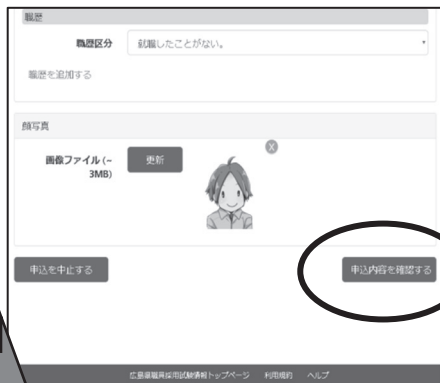 職歴
職歴区分 就職したことがない。
職歴を追加する
顔写真
画像ファイル(~ 更新 X
3MB)
申込を中止する 申込内容を確認する
広島県職員採用試験情報トップページ 利用規約 ヘルプ